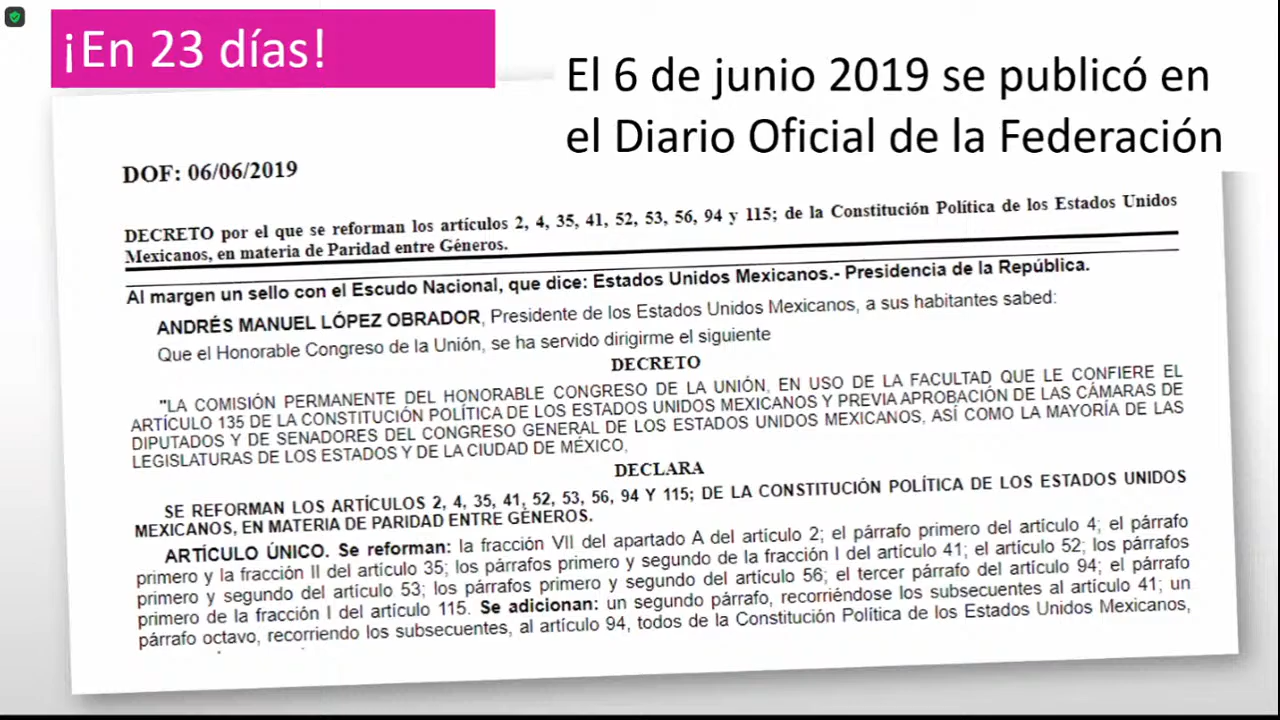 ¡En 23 días!
El 6 de junio 2019 se publicó en
el Diario Oficial de la Federación
DOF: 06/06/2019
DECRETO por el que se reforman los artículos 2, 4, 35, 41, 52, 53, 56, 94 y 115; de la Constitución Política de los Estados Unidos
Mexicanos, en materia de Paridad entre Géneros.
Al margen un sello con el Escudo Nacional, que dice: Estados Unidos Mexicanos.- Presidencia de la República.
ANDRÉS MANUEL LÓPEZ OBRADOR, Presidente de los Estados Unidos Mexicanos, a sus habitantes sabed:
Que el Honorable Congreso de la Unión, se ha servido dirigirme el siguiente
DECRETO
"LA COMISIÓN PERMANENTE DEL HONORABLE CONGRESO DE LA UNIÓN, EN USO DE LA FACULTAD QUE LE CONFIERE EL
ARTÍCULO 135 DE LA CONSTITUCIÓN POLÍTICA DE LOS ESTADOS UNIDOS MEXICANOS Y PREVIA APROBACIÓN DE LAS CÁMARAS DE
DIPUTADOS Y DE SENADORES DEL CONGRESO GENERAL DE LOS ESTADOS UNIDOS MEXICANOS, ASÍ COMO LA MAYORÍA DE LAS
LEGISLATURAS DE LOS ESTADOS Y DE LA CIUDAD DE MÉXICO,
DECLARA
SE REFORMAN LOS ARTÍCULOS 2, 4, 35, 41, 52, 53, 56, 94 Y 115; DE LA CONSTITUCIÓN POLÍTICA DE LOS ESTADOS UNIDOS
MEXICANOS, EN MATERIA DE PARIDAD ENTRE GÉNEROS.
ARTÍCULO ÚNICO. Se reforman: la fracción VII del apartado A del artículo 2; el párrafo primero del artículo 4; el párrafo
primero y la fracción II del artículo 35; los párrafos primero y segundo de la fracción I del artículo 41; el artículo 52; los párrafos
primero y segundo del artículo 53; los párrafos primero y segundo del artículo 56; el tercer párrafo del artículo 94; el párrafo
primero de la fracción I del artículo 115. Se adicionan: un segundo párrafo, recorriéndose los subsecuentes al artículo 41; un
párrafo octavo, recorriendo los subsecuentes, al artículo 94, todos de la Constitución Política de los Estados Unidos Mexicanos,